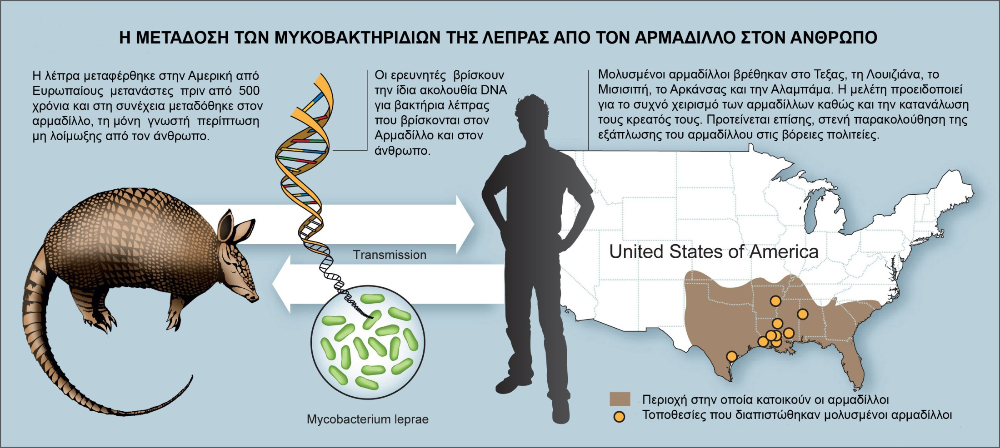 Η ΜΕΤΑΔΟΣΗ ΤΩΝ ΜΥΚΟΒΑΚΤΗΡΙΔΙΩΝ ΤΗΣ ΛΕΠΡΑΣ ΑΠΟ ΤΟΝ ΑΡΜΑΔΙΛΛΟ ΣΤΟΝ ΑΝΘΡΩΠΟ
Η λέπρα μεταφέρθηκε στην Αμερική από
Ευρωπαίους μετανάστες πριν από 500
χρόνια και στη συνέχεια μεταδόθηκε στον
αρμαδίλλο, τη μόνη γνωστή περίπτωση
μη λοίμωξης από τον άνθρωπο.
Οι ερευνητές βρίσκουν
την ίδια ακολουθία DNA
για βακτήρια λέπρας
που βρίσκονται στον
Αρμαδίλλο και στον
άνθρωπο.
Μολυσμένοι αρμαδίλλοι βρέθηκαν στο Τεξας, τη Λουιζιάνα, το
Μισισιπή, το Αρκάνσας και την Αλαμπάμα. Η μελέτη προειδοποιεί
για το συχνό χειρισμό των αρμαδίλλων καθώς και την κατανάλωση
τους κρεατός τους. Προτείνεται επίσης, στενή παρακολούθηση της
εξάπλωσης του αρμαδίλλου στις βόρειες πολιτείες.
Transmission
United States of America
Mycobacterium leprae
Περιοχή στην οποία κατοικούν οι αρμαδίλλοι
Τοποθεσίες που διαπιστώθηκαν μολυσμένοι αρμαδίλλοι